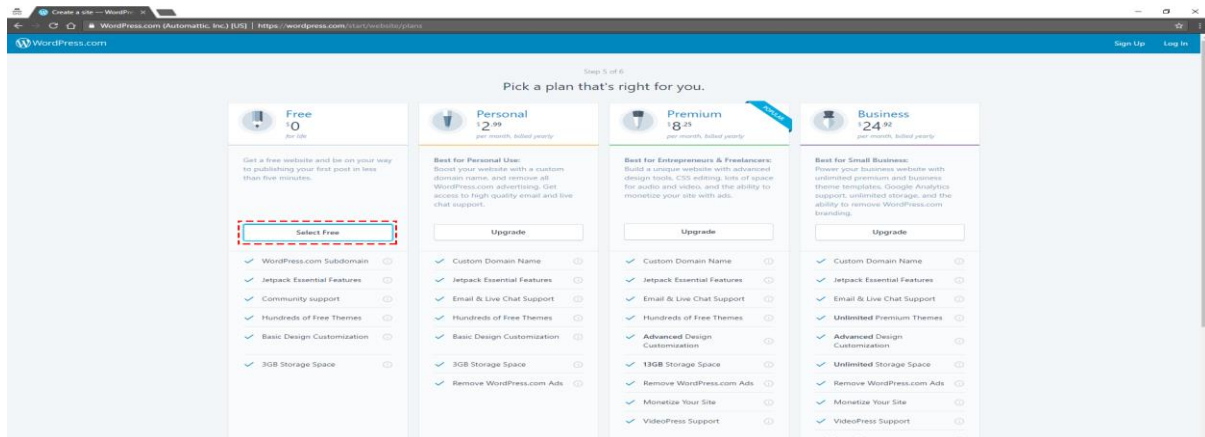 Create a site — WordPr
WordPress.com (Automattic, Inc.) [US] | https://wordpress.com/start/website/plans
WordPress.com
Sign Up
Log In
Step 5 of 6
Pick a plan that's right for you.
Free
$0
for life
Get a free website and be on your way
to publishing your first post in less
than five minutes.
Select Free
WordPress.com Subdomain
Jetpack Essential Features
Community support
Hundreds of Free Themes
Basic Design Customization
3GB Storage Space
Personal
$2.99
per month, billed yearly
Best for Personal Use:
Boost your website with a custom
domain name, and remove all
WordPress.com advertising. Get
access to high quality email and live
chat support.
Upgrade
Custom Domain Name
Jetpack Essential Features
Email & Live Chat Support
Hundreds of Free Themes
Basic Design Customization
3GB Storage Space
Remove WordPress.com Ads
Premium
POPULAR
$8.25
per month, billed yearly
Best for Entrepreneurs & Freelancers:
Build a unique website with advanced
design tools, CSS editing, lots of space
for audio and video, and the ability to
monetize your site with ads.
Upgrade
Custom Domain Name
Jetpack Essential Features
Email & Live Chat Support
Hundreds of Free Themes
Advanced Design
Customization
13GB Storage Space
Remove WordPress.com Ads
Monetize Your Site
VideoPress Support
Business
$24.92
per month, billed yearly
Best for Small Business:
Power your business website with
unlimited premium and business
theme templates, Google Analytics
support, unlimited storage, and the
ability to remove WordPress.com
branding.
Upgrade
Custom Domain Name
Jetpack Essential Features
Email & Live Chat Support
Unlimited Premium Themes
Advanced Design
Customization
Unlimited Storage Space
Remove WordPress.com Ads
Monetize Your Site
VideoPress Support